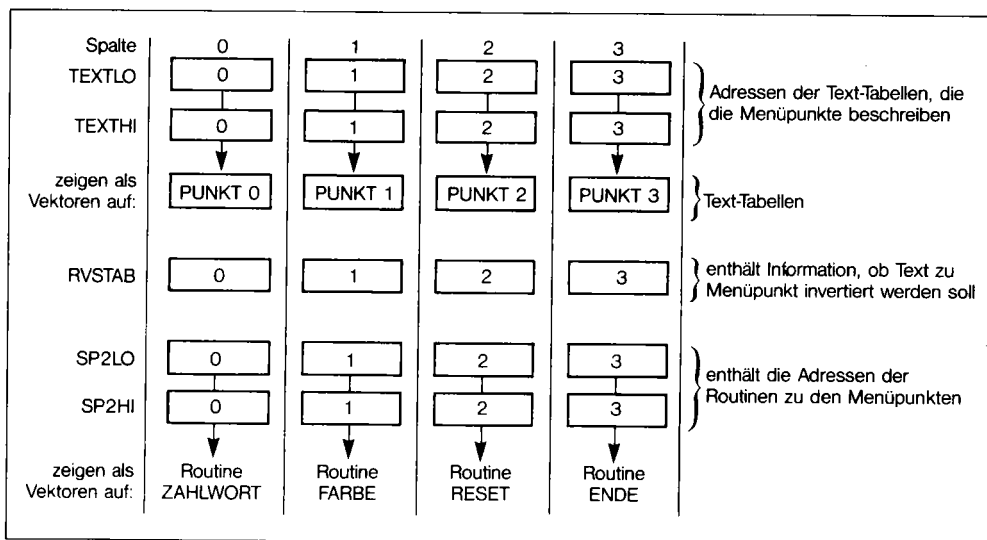 Spalte 0 1 2 3
TEXTLO 0 1 2 3
Adressen der Text-Tabellen, die
die Menüpunkte beschreiben
TEXTHI 0 1 2 3
zeigen als
Vektoren auf:
PUNKT 0 PUNKT 1 PUNKT 2 PUNKT 3
Text-Tabellen
RVSTAB 0 1 2 3
enthält Information, ob Text zu
Menüpunkt invertiert werden soll
SP2LO 0 1 2 3
enthält die Adressen der
Routinen zu den Menüpunkten
SP2HI 0 1 2 3
zeigen als Routine Routine Routine Routine
Vektoren auf: ZAHLWORT FARBE RESET ENDE